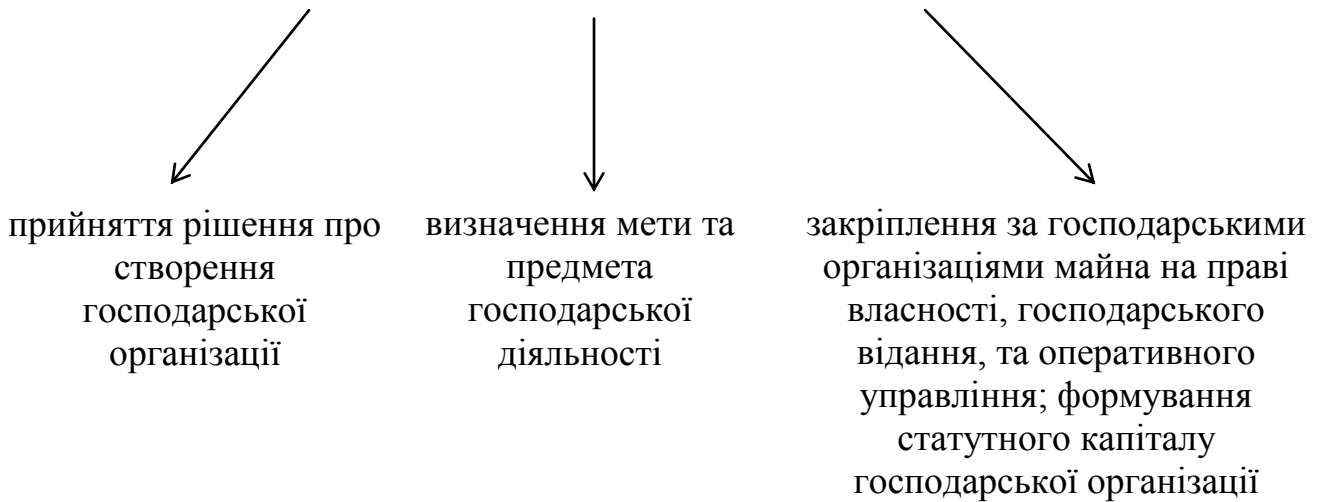 прийняття рішення про
створення
господарської
організації
визначення мети та
предмета
господарської
діяльності
закріплення за господарськими
організаціями майна на праві
власності, господарського
відання, та оперативного
управління; формування
статутного капіталу
господарської організації